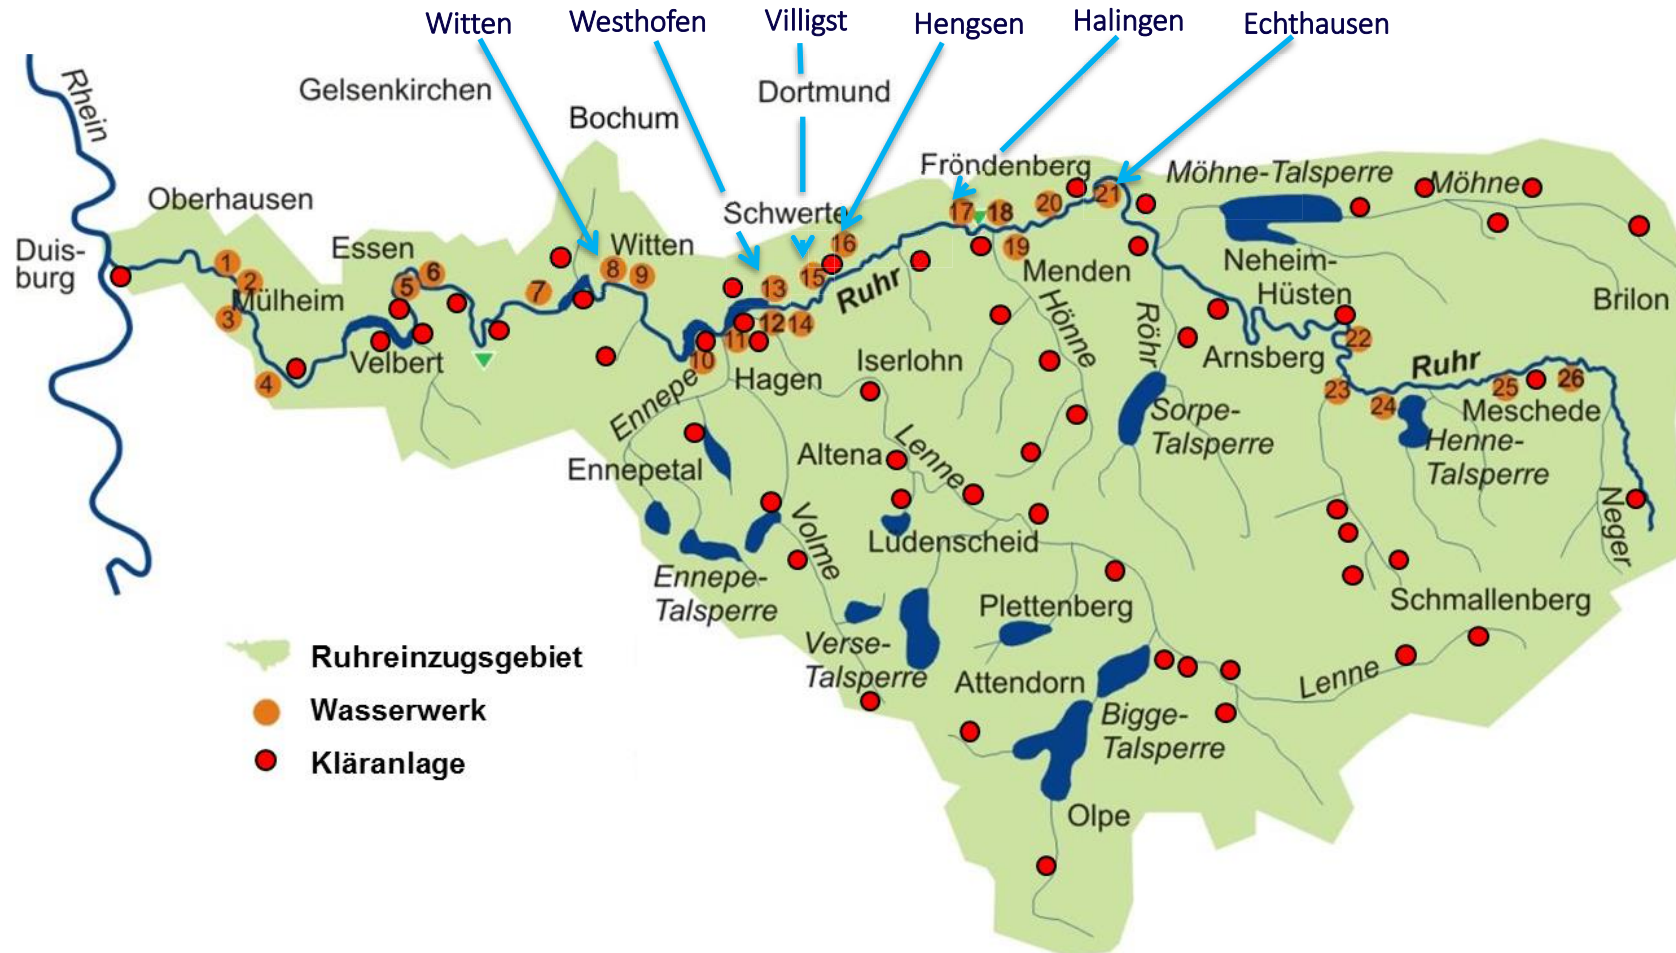 Witten
Westhofen
Villigst
Hengsen
Halingen
Echthausen
Rhein
Gelsenkirchen
Dortmund
Bochum
Fröndenberg
Möhne-Talsperre
Möhne
Oberhausen
Schwerte
Duis-
burg
Essen
Witten
Mülheim
Velbert
Ruhr
Menden
Neheim-
Hüsten
Brilon
Hönne
Röhr
Arnsberg
Ruhr
Iserlohn
Hagen
Ennepe
Sorpe-
Talsperre
Meschede
Henne-
Talsperre
Ennepetal
Altena
Lenne
Volme
Neger
Lüdenscheid
Ennepe-
Talsperre
Plettenberg
Schmallenberg
Verse-
Talsperre
Attendorn
Lenne
Bigge-
Talsperre
Olpe
1
2
3
4
5
6
7
8
9
10
11
12
13
14
15
16
17
18
19
20
21
22
23
24
25
26
Ruhreinzugsgebiet
Wasserwerk
Kläranlage